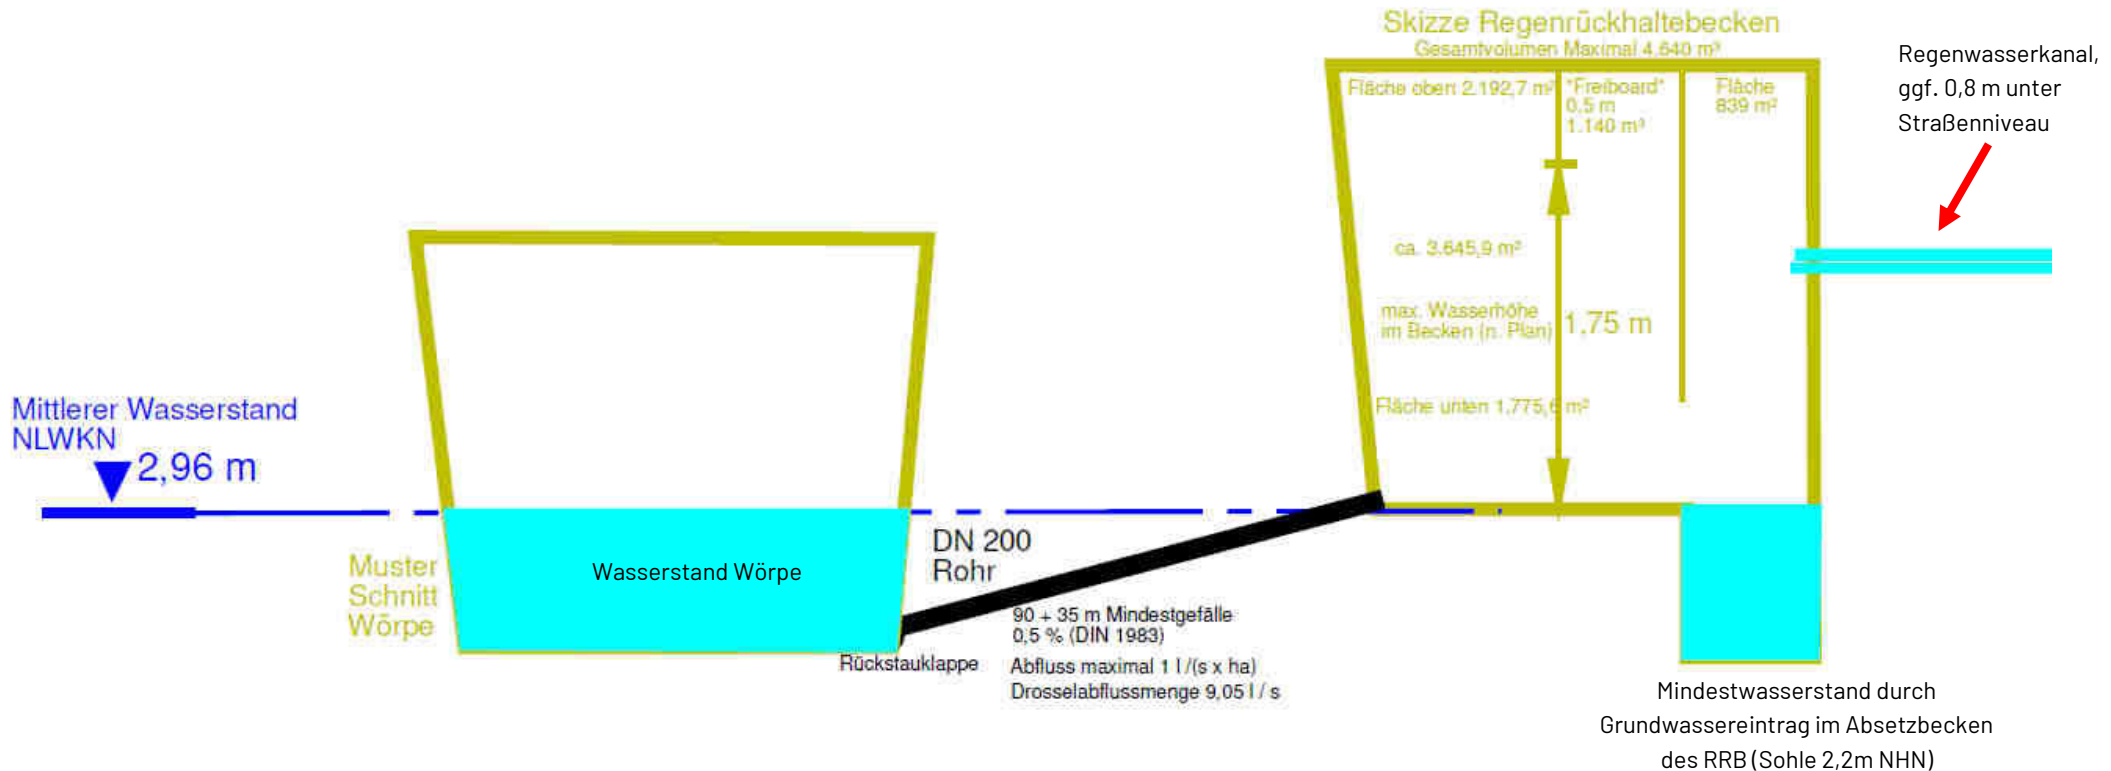 Skizze Regenrückhaltebecken
Gesamtvolumen Maximal 4.640 m³
Fläche oben 2.192,7 m²
"Freiboard"
0,5 m
1.140 m³
Fläche
839 m²
Regenwasserkanal,
ggf. 0,8 m unter
Straßenniveau
ca. 3.645,9 m²
max. Wasserhöhe
im Becken (n. Plan)
1,75 m
Fläche unten 1.775,6 m²
Mittlerer Wasserstand
NLWKN
2,96 m
Muster
Schnitt
Wörpe
Wasserstand Wörpe
DN 200
Rohr
90 + 35 m Mindestgefälle
0,5 % (DIN 1983)
Rückstauklappe
Abfluss maximal 1 l /(s x ha)
Drosselabflussmenge 9,05 l / s
Mindestwasserstand durch
Grundwassereintrag im Absetzbecken
des RRB (Sohle 2,2m NHN)